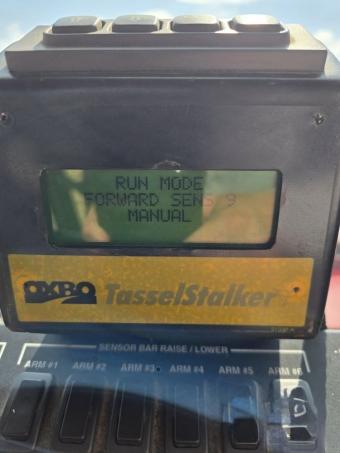 RUN MODE
FORWARD SENS 9
MANUAL
OXBO TasselStalker
SENSOR BAR RAISE / LOWER
ARM #1 ARM #2 ARM #3 ARM #4 ARM #5 ARM #6